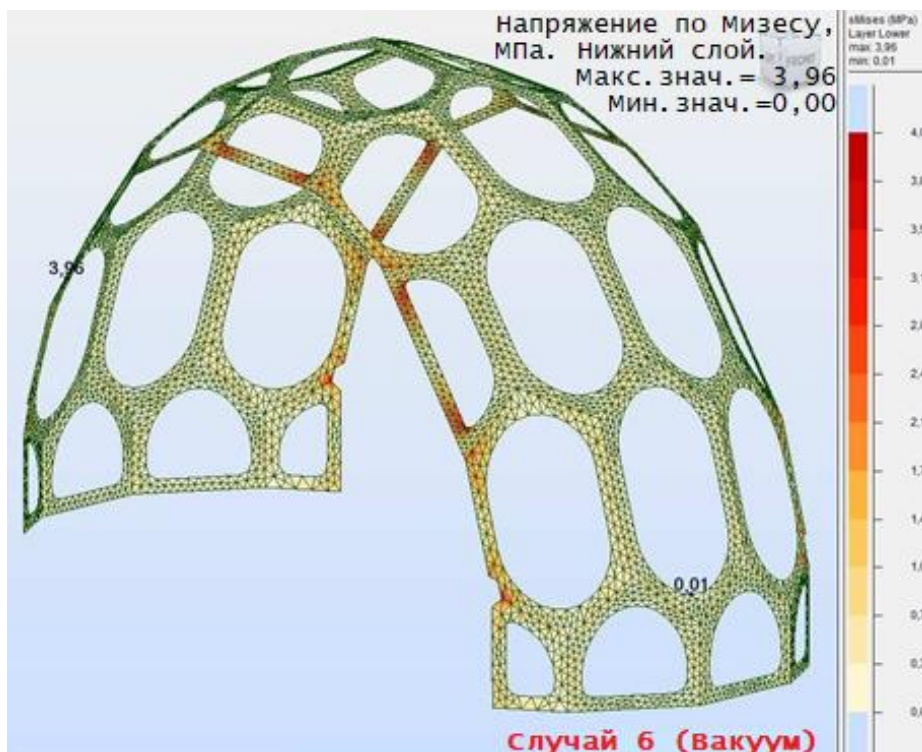 Напряжение по Мизесу,
МПа. Нижний слой.
Макс.знач.= 3,96
Мин.знач.=0,00
sMises (MPa)
Layer Lower
max: 3,96
min: 0,01
3,96
0,01
Случай 6 (Вакуум)